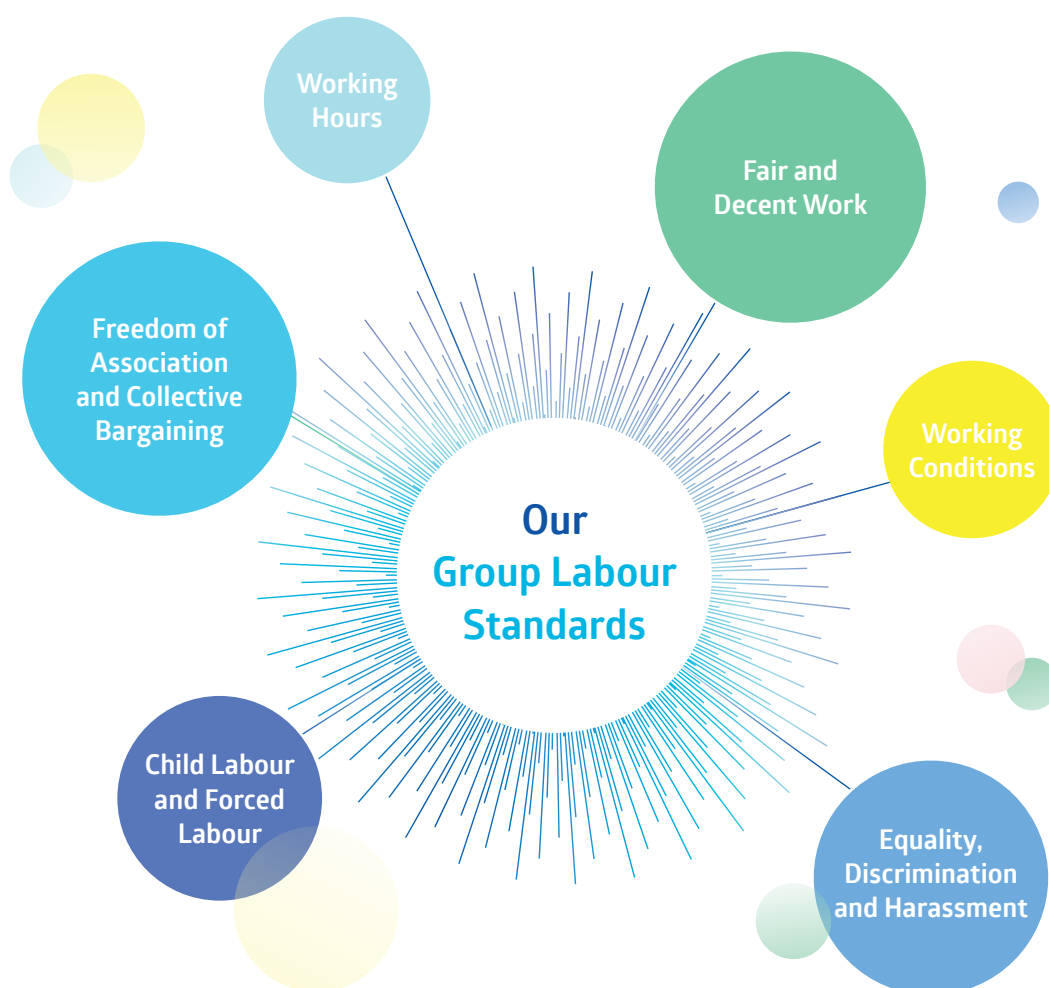 Working
Hours
Fair and
Decent Work
Freedom of
Association
and Collective
Bargaining
Working
Conditions
Our
Group Labour
Standards
Child Labour
and Forced
Labour
Equality,
Discrimination
and Harassment